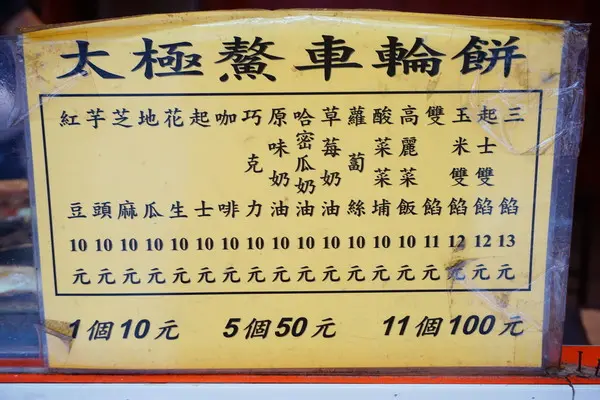 太極鰲車輪餅
紅豆10元
芋頭10元
芝麻10元
地瓜10元
花生10元
起士10元
咖啡10元
巧克力10元
原味奶油10元
哈密瓜奶油10元
草莓奶油10元
蘿蔔絲10元
酸菜埔10元
高麗菜飯10元
雙餡11元
玉米雙餡12元
起士雙餡12元
三餡13元
1個10元 5個50元 11個100元